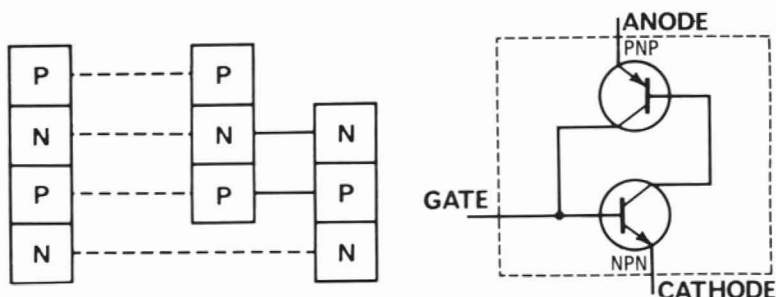 P P
N N N
P P P
N N
ANODE
PNP
GATE
NPN
CATHODE